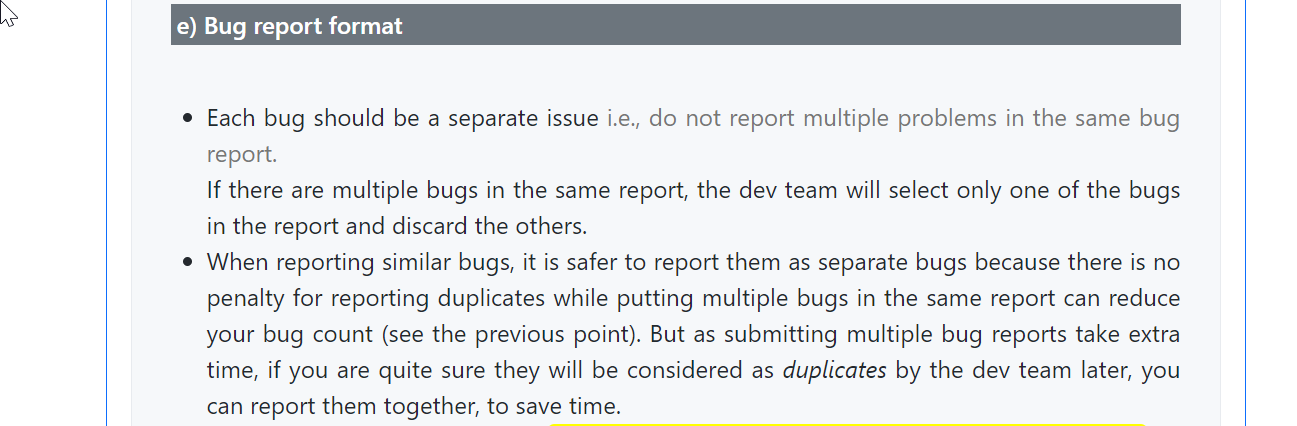 e) Bug report format
Each bug should be a separate issue i.e., do not report multiple problems in the same bug
report.
If there are multiple bugs in the same report, the dev team will select only one of the bugs
in the report and discard the others.
When reporting similar bugs, it is safer to report them as separate bugs because there is no
penalty for reporting duplicates while putting multiple bugs in the same report can reduce
your bug count (see the previous point). But as submitting multiple bug reports take extra
time, if you are quite sure they will be considered as duplicates by the dev team later, you
can report them together, to save time.